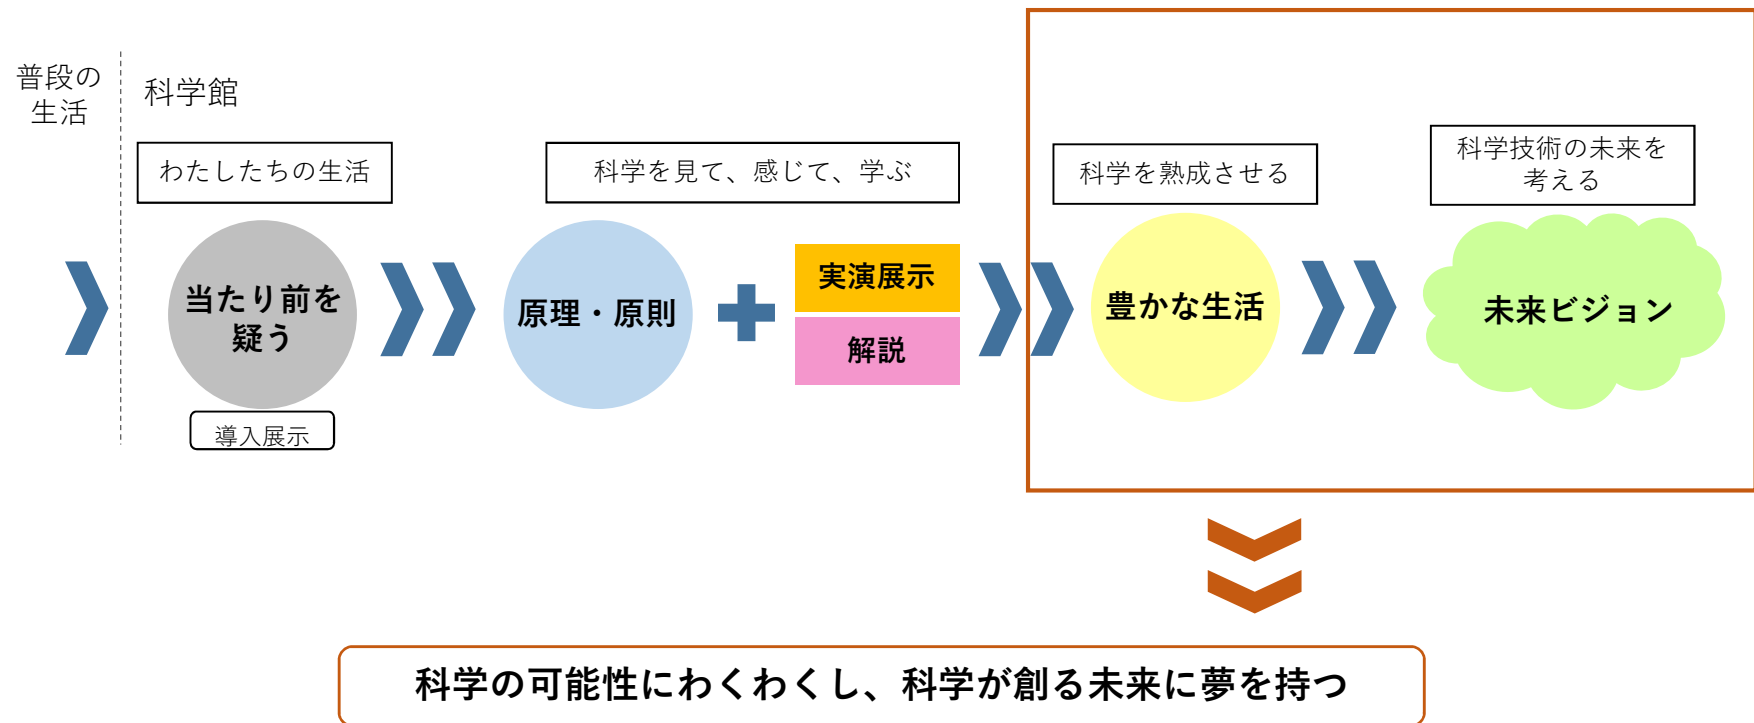 普段の
生活
科学館
わたしたちの生活
科学を見て、感じて、学ぶ
科学を熟成させる
科学技術の未来を
考える
当たり前を
疑う
原理・原則
実演展示
解説
豊かな生活
未来ビジョン
導入展示
科学の可能性にわくわくし、科学が創る未来に夢を持つ